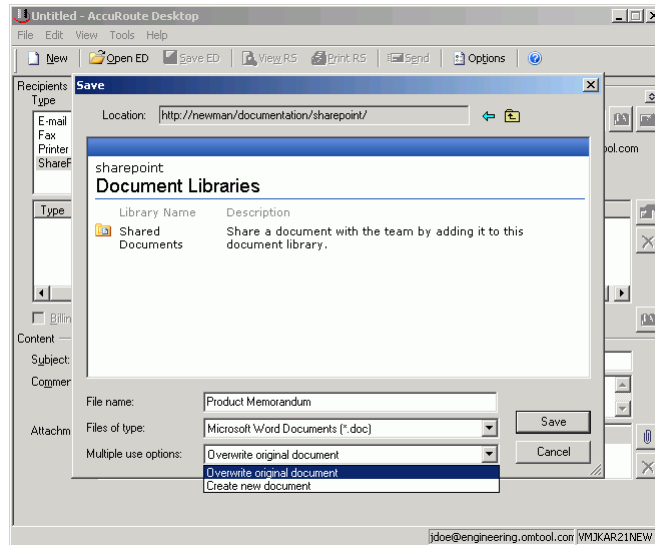 Untitled - AccuRoute Desktop
File Edit View Tools Help
New Open ED Save ED View RS Print RS Send Options
Recipients
Type
E-mail
Fax
Printer
ShareP
ool.com
Type
Billin
Content
Subject:
Commer
Attachm
Save
Location: http://newman/documentation/sharepoint/
sharepoint
Document Libraries
Library Name Description
Shared Documents Share a document with the team by adding it to this document library.
File name: Product Memorandum
Files of type: Microsoft Word Documents (*.doc)
Save
Multiple use options: Overwrite original document
Cancel
Overwrite original document
Create new document
jdoe@engineering.omtool.com VMJKAR21NEW